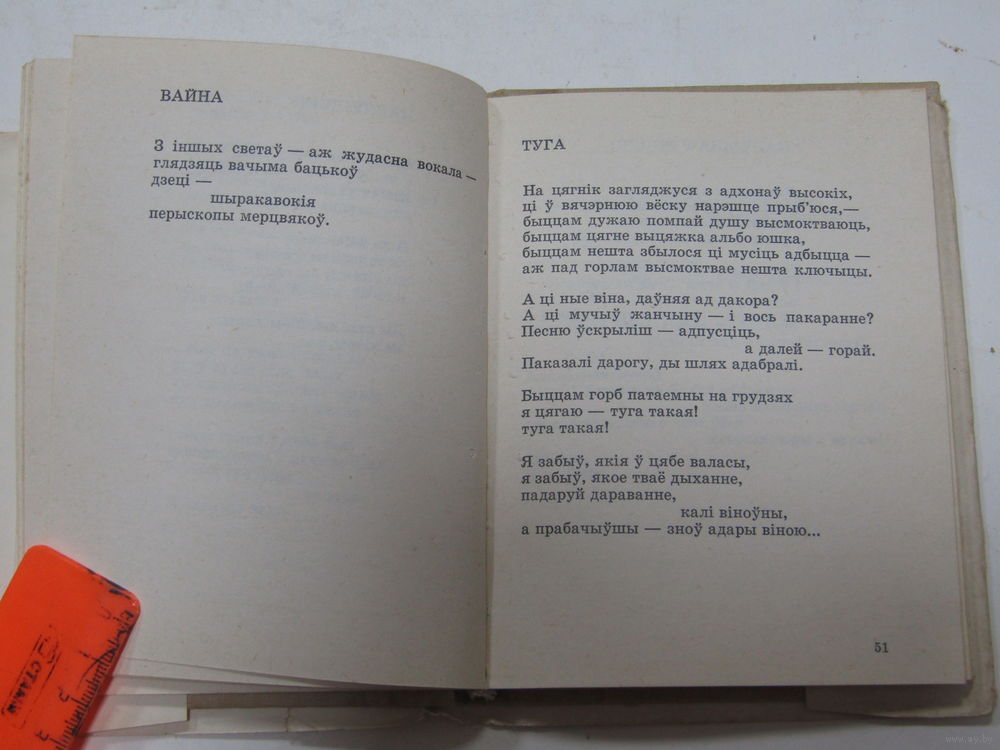 ВАЙНА
З іншых светаў — аж жудасна вокала —
глядзяць вачыма бацькоў
дзеці —
шыракавокія
перыскопы мерцвякоў.
ТУГА
На цягнік загляджуся з адхонаў высокіх,
ці ў вячэрнюю вёску нарэшце прыб'юся,—
быццам дужаю помпай душу высмоктваюць,
быццам цягне выцяжка альбо юшка,
быццам нешта збылося ці мусіць адбыцца —
аж пад горлам высмоктвае нешта ключыцы.
А ці ные віна, даўняя ад дакора?
А ці мучыў жанчыну — і вось пакаранне?
Песню ўскрыліш — адпусціць,
а далей — горай.
Паказалі дарогу, ды шлях адабралі.
Быццам горб патаемны на грудзях
я цягаю — туга такая!
туга такая!
Я забыў, якія ў цябе валасы,
я забыў, якое тваё дыханне,
падаруй дараванне,
калі віноўны,
а прабачыўшы — зноў адары віною...
51
www.ay.by